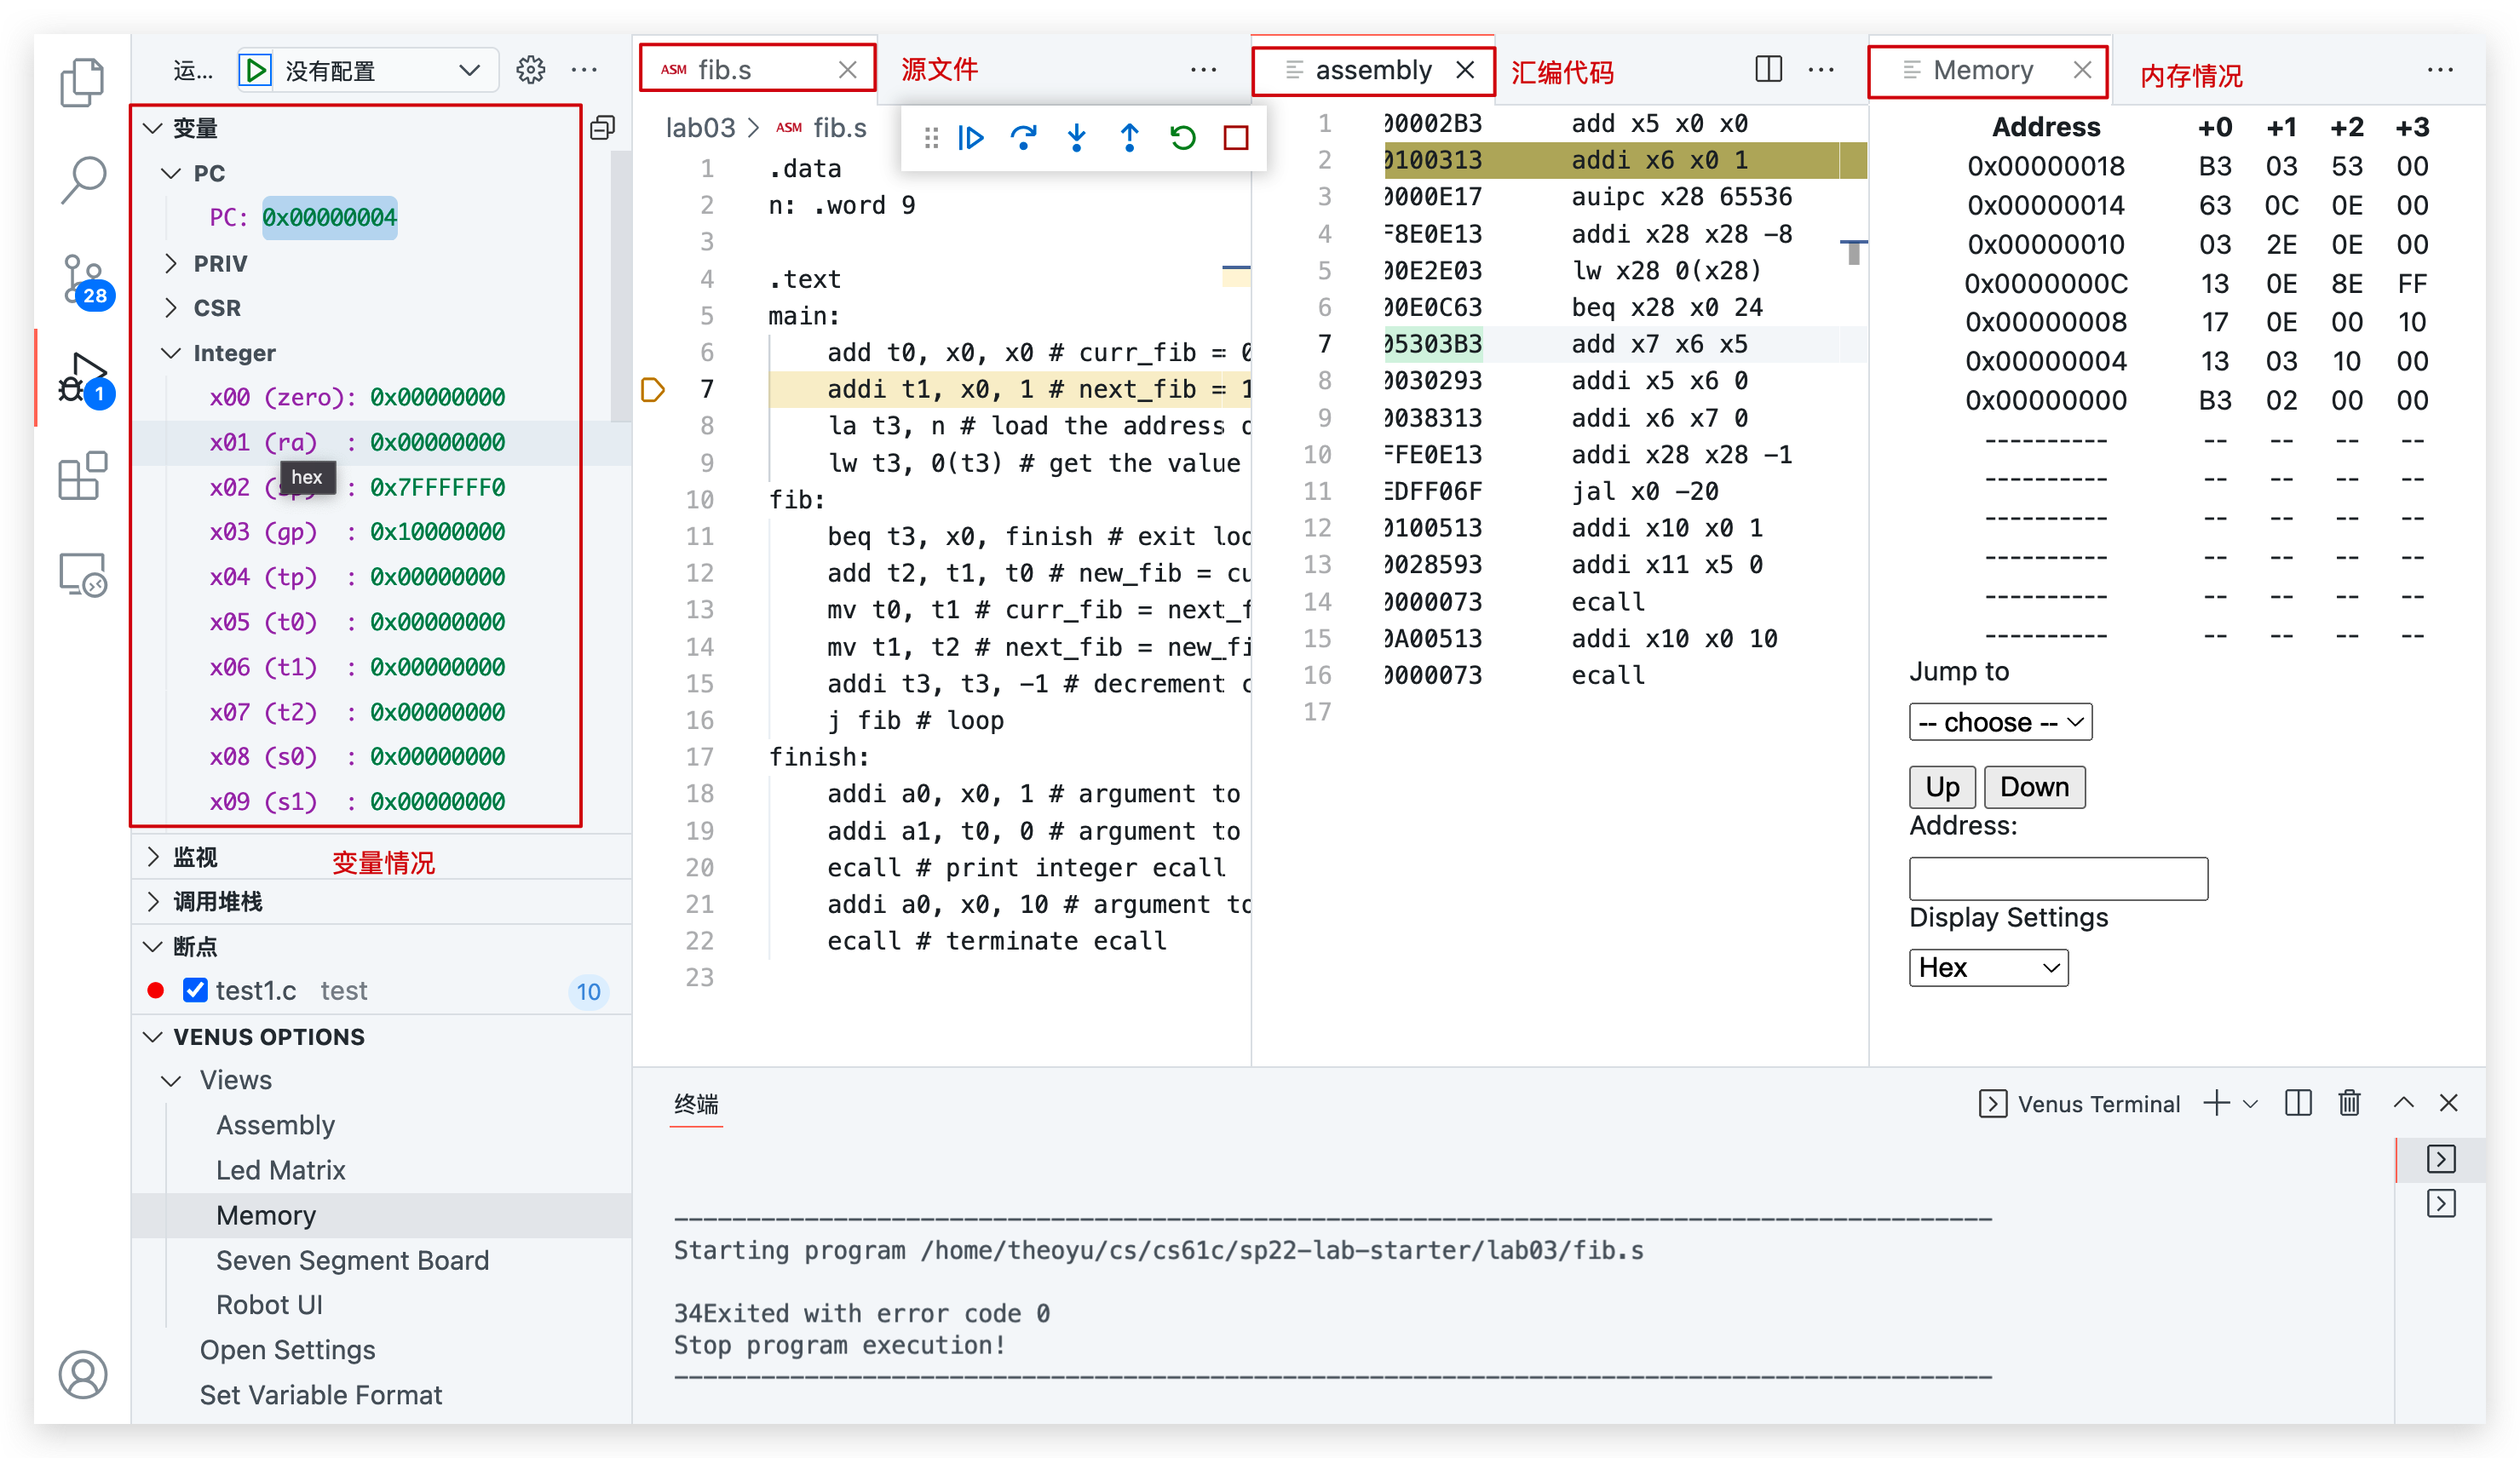 运... 没有配置
变量
PC
PC: 0x00000004
PRIV
CSR
Integer
x00 (zero): 0x00000000
x01 (ra) : 0x00000000
hex
x02 : 0x7FFFFFF0
x03 (gp) : 0x10000000
x04 (tp) : 0x00000000
x05 (t0) : 0x00000000
x06 (t1) : 0x00000000
x07 (t2) : 0x00000000
x08 (s0) : 0x00000000
x09 (s1) : 0x00000000
监视
变量情况
调用堆栈
断点
test1.c test 10
VENUS OPTIONS
Views
Assembly
Led Matrix
Memory
Seven Segment Board
Robot UI
Open Settings
Set Variable Format
28
1
ASM fib.s
源文件
lab03 > ASM fib.s
1 .data
2 n: .word 9
3
4 .text
5 main:
6 add t0, x0, x0 # curr_fib = 0
7 addi t1, x0, 1 # next_fib = 1
8 la t3, n # load the address o
9 lw t3, 0(t3) # get the value
10 fib:
11 beq t3, x0, finish # exit loo
12 add t2, t1, t0 # new_fib = cu
13 mv t0, t1 # curr_fib = next_f
14 mv t1, t2 # next_fib = new_fi
15 addi t3, t3, -1 # decrement c
16 j fib # loop
17 finish:
18 addi a0, x0, 1 # argument to
19 addi a1, t0, 0 # argument to
20 ecall # print integer ecall
21 addi a0, x0, 10 # argument to
22 ecall # terminate ecall
23
assembly
汇编代码
1 00002B3 add x5 x0 x0
2 0100313 addi x6 x0 1
3 0000E17 auipc x28 65536
4 F8E0E13 addi x28 x28 -8
5 00E2E03 lw x28 0(x28)
6 00E0C63 beq x28 x0 24
7 05303B3 add x7 x6 x5
8 0030293 addi x5 x6 0
9 0038313 addi x6 x7 0
10 FFE0E13 addi x28 x28 -1
11 EDFF06F jal x0 -20
12 0100513 addi x10 x0 1
13 0028593 addi x11 x5 0
14 0000073 ecall
15 0A00513 addi x10 x0 10
16 0000073 ecall
17
Memory
内存情况
Address +0 +1 +2 +3
0x00000018 B3 03 53 00
0x00000014 63 0C 0E 00
0x00000010 03 2E 0E 00
0x0000000C 13 0E 8E FF
0x00000008 17 0E 00 10
0x00000004 13 03 10 00
0x00000000 B3 02 00 00
---------- -- -- -- --
---------- -- -- -- --
---------- -- -- -- --
---------- -- -- -- --
---------- -- -- -- --
---------- -- -- -- --
Jump to
-- choose --
Up Down
Address:
Display Settings
Hex
终端
Venus Terminal
Starting program /home/theoyu/cs/cs61c/sp22-lab-starter/lab03/fib.s
34Exited with error code 0
Stop program execution!